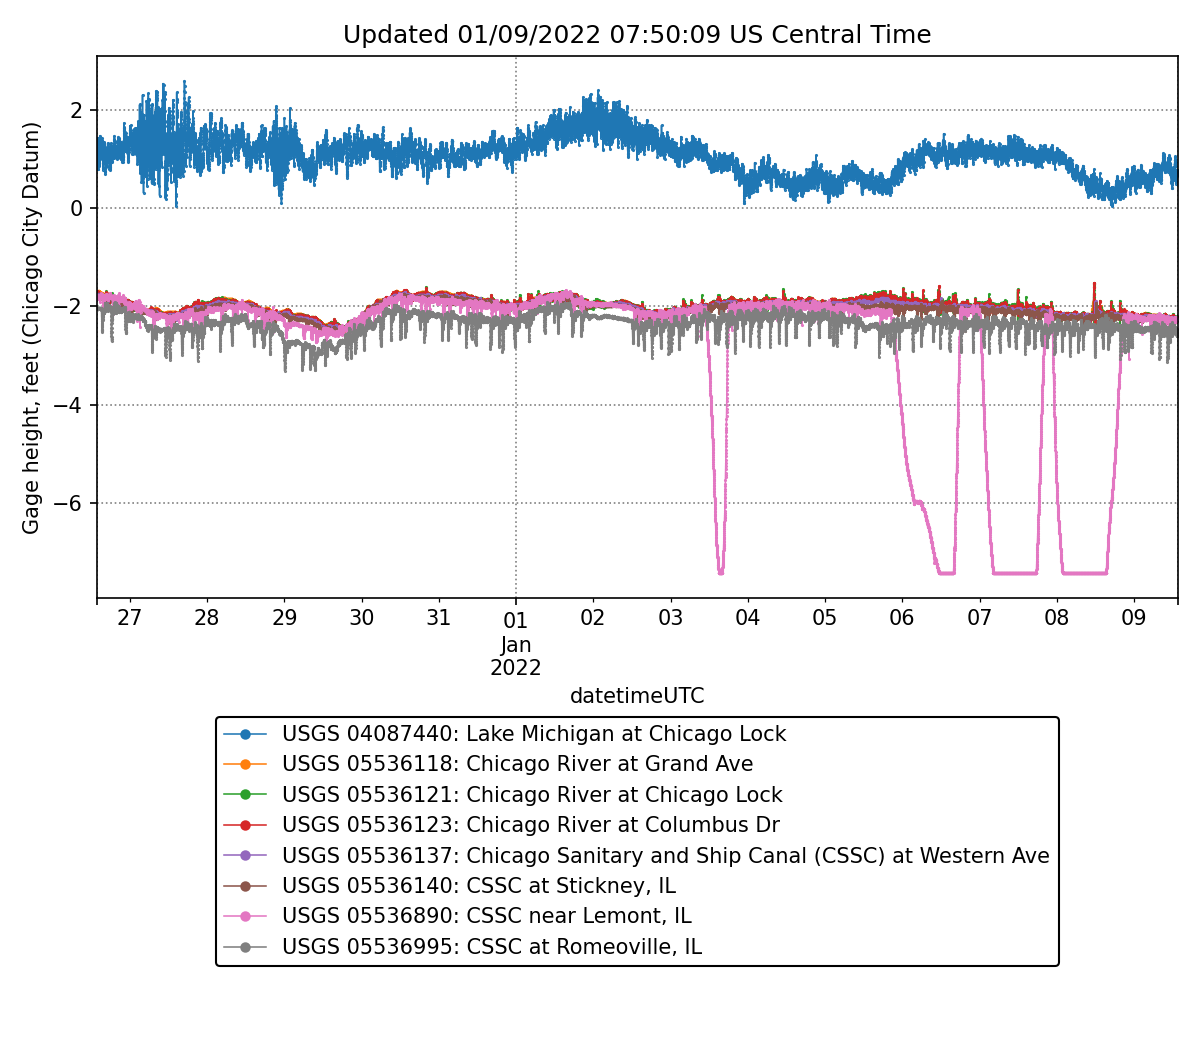 Updated 01/09/2022 07:50:09 US Central Time
Gage height, feet (Chicago City Datum)
2
0
−2
−4
−6
27 28 29 30 31 01 02 03 04 05 06 07 08 09
Jan
2022
datetimeUTC
USGS 04087440: Lake Michigan at Chicago Lock
USGS 05536118: Chicago River at Grand Ave
USGS 05536121: Chicago River at Chicago Lock
USGS 05536123: Chicago River at Columbus Dr
USGS 05536137: Chicago Sanitary and Ship Canal (CSSC) at Western Ave
USGS 05536140: CSSC at Stickney, IL
USGS 05536890: CSSC near Lemont, IL
USGS 05536995: CSSC at Romeoville, IL